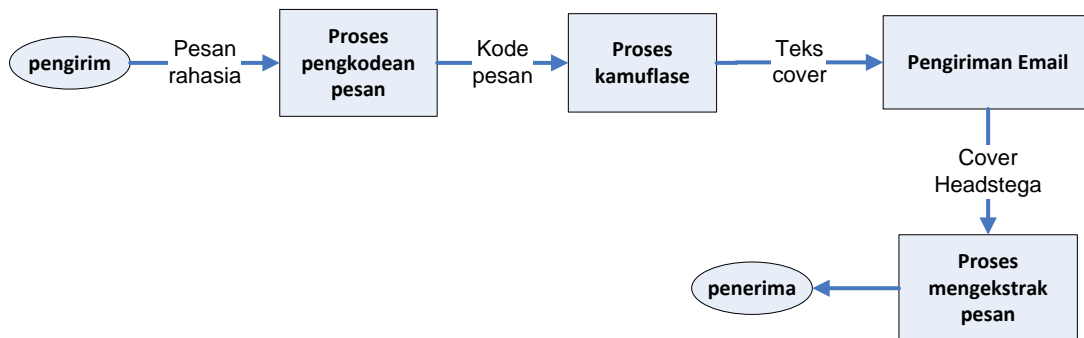 pengirim
Pesan
rahasia
Proses
pengkodean
pesan
Kode
pesan
Proses
kamuflase
Teks
cover
Pengiriman Email
Cover
Headstega
Proses
mengekstrak
pesan
penerima